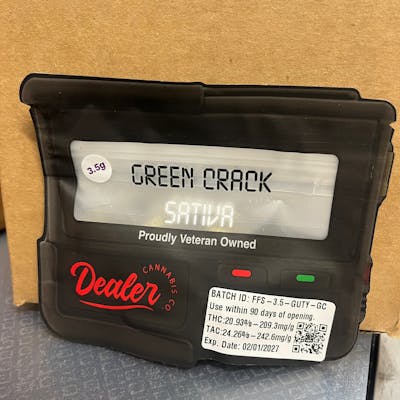 3.5g
GREEN CRACK
SATIVA
Proudly Veteran Owned
Dealer
CANNABIS CO.
BATCH ID: FFS-3.5-GUTY-GC
Use within 90 days of opening.
THC:20.93%-209.3mg/g
TAC:24.26%-242.6mg/g
Exp. Date: 02/01/2027